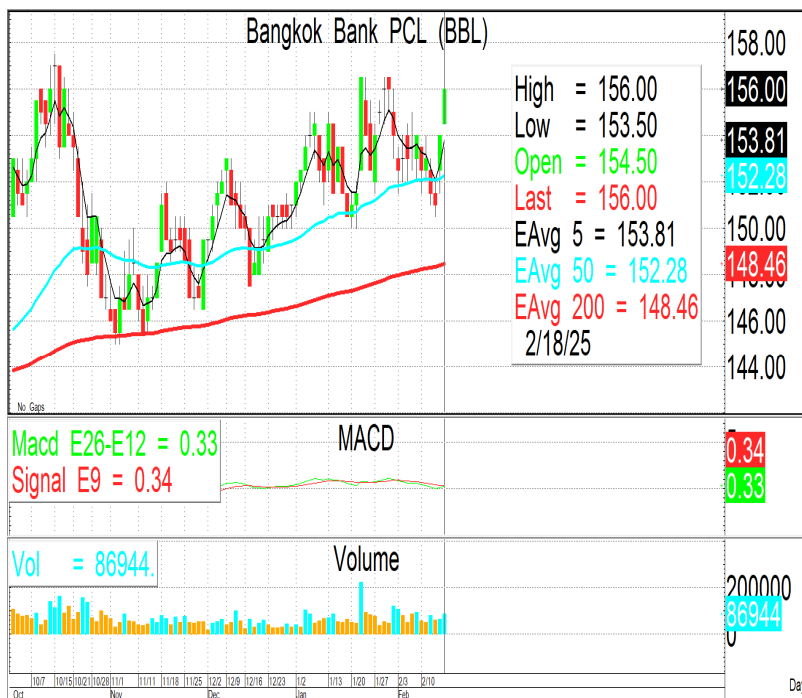 Bangkok Bank PCL (BBL)
158.00
156.00
153.81
152.28
150.00
148.46
146.00
144.00
High = 156.00
Low = 153.50
Open = 154.50
Last = 156.00
EAvg 5 = 153.81
EAvg 50 = 152.28
EAvg 200 = 148.46
2/18/25
No Gaps
Macd E26-E12 = 0.33
Signal E9 = 0.34
MACD
0.34
0.33
Vol = 86944.
Volume
200000
86944
0
10/7 10/15 10/21 10/28 11/1 11/11 11/18 11/25 12/2 12/9 12/16 12/23 1/2 1/13 1/20 1/27 2/3 2/10
Oct Nov Dec Jan Feb